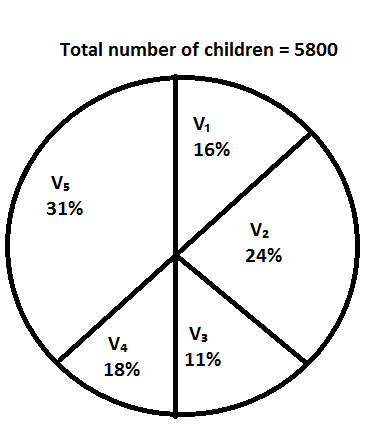 Total number of children = 5800
V₁
16%
V₂
24%
V₃
11%
V₄
18%
V₅
31%